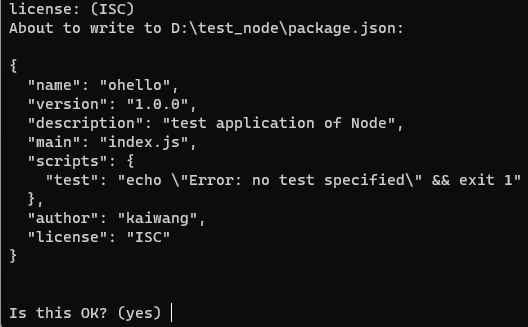 license: (ISC)
About to write to D:\test_node\package.json:
{
  "name": "ohello",
  "version": "1.0.0",
  "description": "test application of Node",
  "main": "index.js",
  "scripts": {
    "test": "echo \"Error: no test specified\" && exit 1"
  },
  "author": "kaiwang",
  "license": "ISC"
}
Is this OK? (yes)